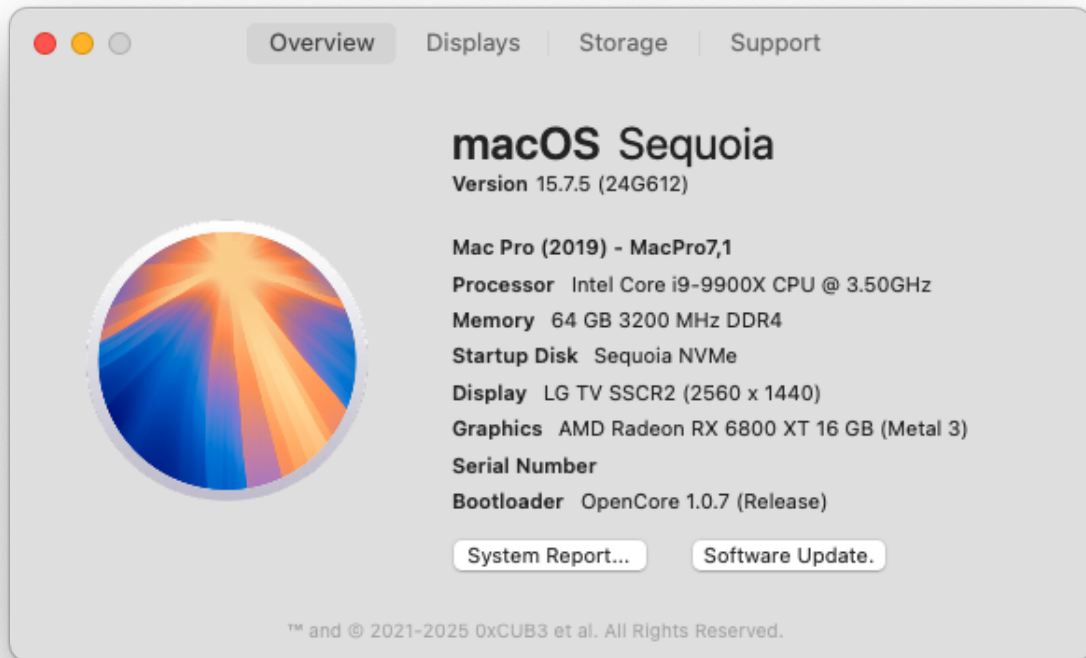 Overview Displays Storage Support
macOS Sequoia
Version 15.7.5 (24G612)
Mac Pro (2019) - MacPro7,1
Processor Intel Core i9-9900X CPU @ 3.50GHz
Memory 64 GB 3200 MHz DDR4
Startup Disk Sequoia NVMe
Display LG TV SSCR2 (2560 x 1440)
Graphics AMD Radeon RX 6800 XT 16 GB (Metal 3)
Serial Number
Bootloader OpenCore 1.0.7 (Release)
System Report... Software Update.
™ and © 2021-2025 0xCUB3 et al. All Rights Reserved.